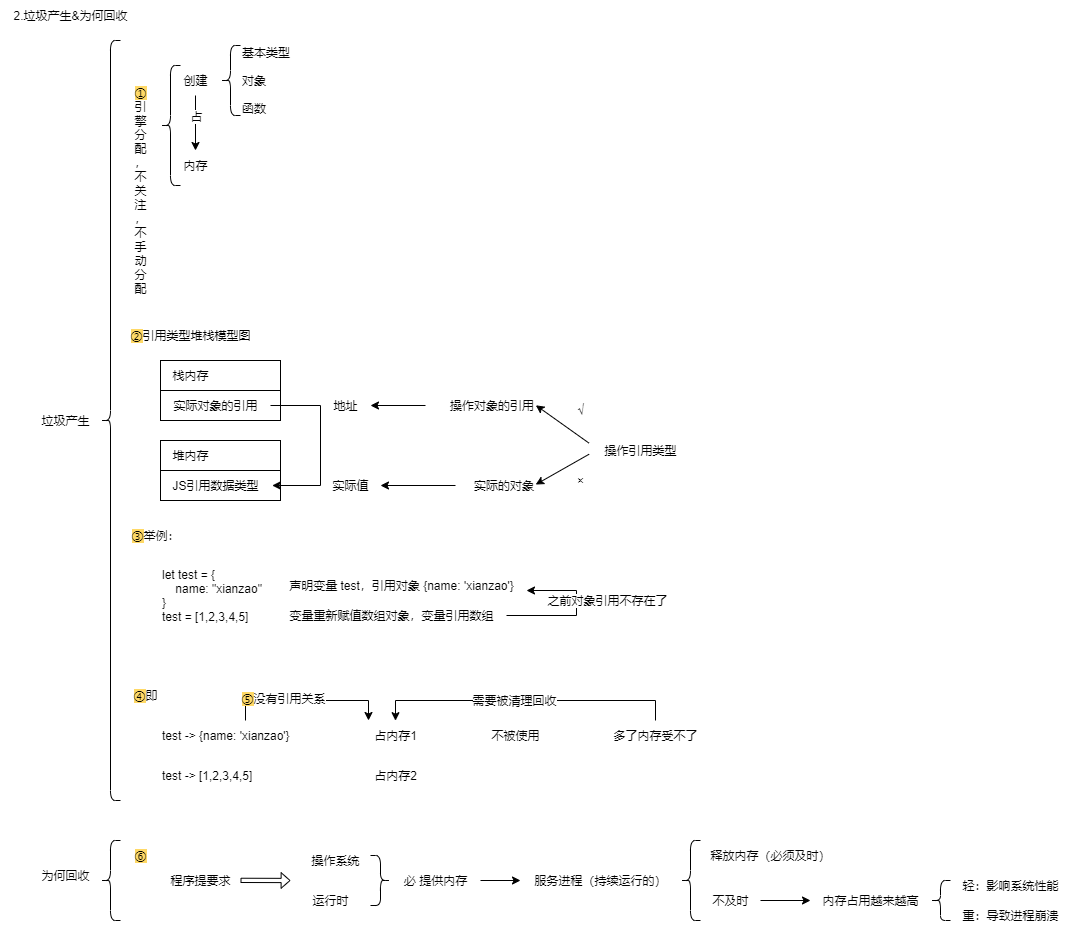 2.垃圾产生&为何回收
垃圾产生
①
引擎分配，不关注，不手动分配
创建
占
内存
基本类型
对象
函数
②引用类型堆栈模型图
栈内存
实际对象的引用
地址
操作对象的引用
√
操作引用类型
堆内存
JS引用数据类型
实际值
实际的对象
×
③举例：
let test = {
name: "xianzao"
}
test = [1,2,3,4,5]
声明变量 test，引用对象 {name: 'xianzao'}
变量重新赋值数组对象，变量引用数组
之前对象引用不存在了
④即
⑤没有引用关系
需要被清理回收
test -> {name: 'xianzao'}
占内存1
不被使用
多了内存受不了
test -> [1,2,3,4,5]
占内存2
为何回收
⑥
程序提要求
操作系统
运行时
必 提供内存
服务进程（持续运行的）
释放内存（必须及时）
不及时
内存占用越来越高
轻：影响系统性能
重：导致进程崩溃